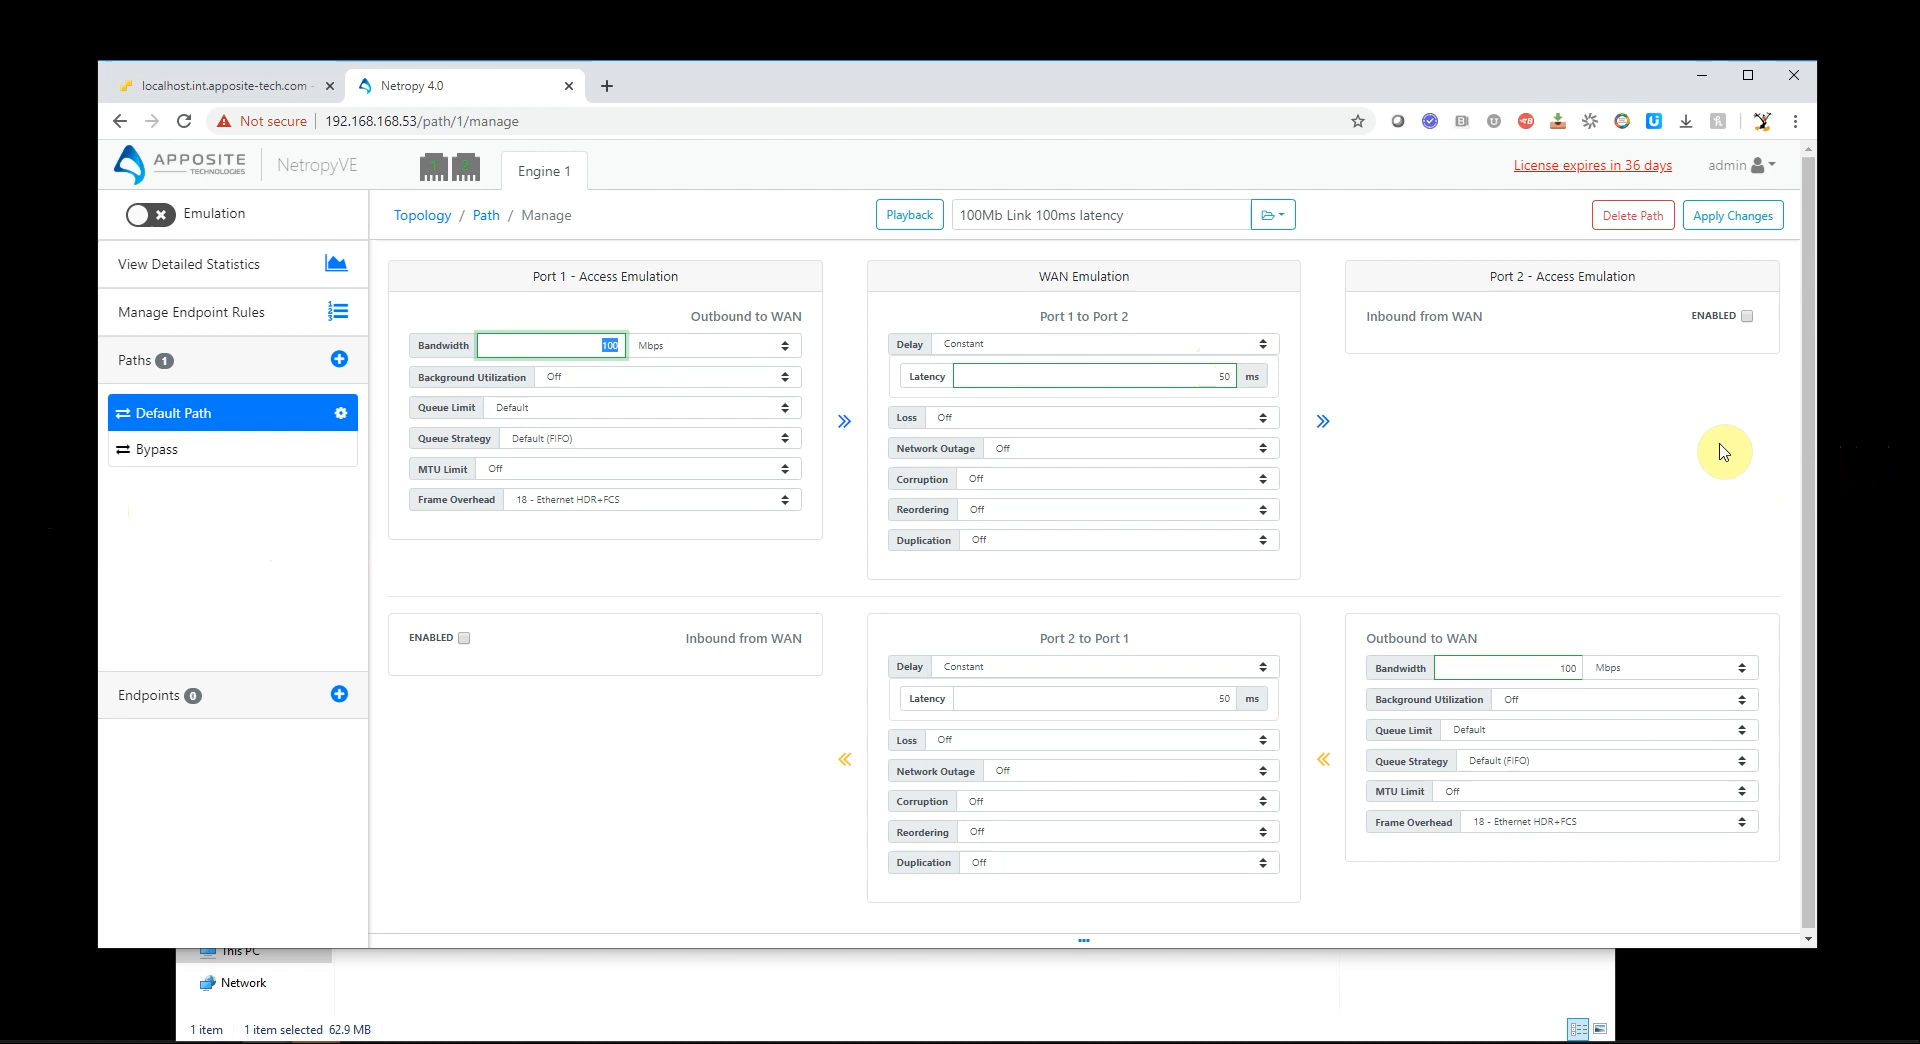 localhost.int.apposite-tech.com
Netropy 4.0
Not secure
192.168.168.53/path/1/manage
APPOSITE
TECHNOLOGIES
NetropyVE
1 2
Engine 1
License expires in 36 days
admin
Emulation
Topology / Path / Manage
Playback
100Mb Link 100ms latency
Delete Path
Apply Changes
View Detailed Statistics
Manage Endpoint Rules
Paths 1
Default Path
Bypass
Endpoints 0
Port 1 - Access Emulation
Outbound to WAN
Bandwidth 100 Mbps
Background Utilization Off
Queue Limit Default
Queue Strategy Default (FIFO)
MTU Limit Off
Frame Overhead 18 - Ethernet HDR+FCS
WAN Emulation
Port 1 to Port 2
Delay Constant
Latency 50 ms
Loss Off
Network Outage Off
Corruption Off
Reordering Off
Duplication Off
Port 2 - Access Emulation
Inbound from WAN ENABLED
ENABLED Inbound from WAN
Port 2 to Port 1
Delay Constant
Latency 50 ms
Loss Off
Network Outage Off
Corruption Off
Reordering Off
Duplication Off
Outbound to WAN
Bandwidth 100 Mbps
Background Utilization Off
Queue Limit Default
Queue Strategy Default (FIFO)
MTU Limit Off
Frame Overhead 18 - Ethernet HDR+FCS
This PC
Network
1 item 1 item selected 62.9 MB